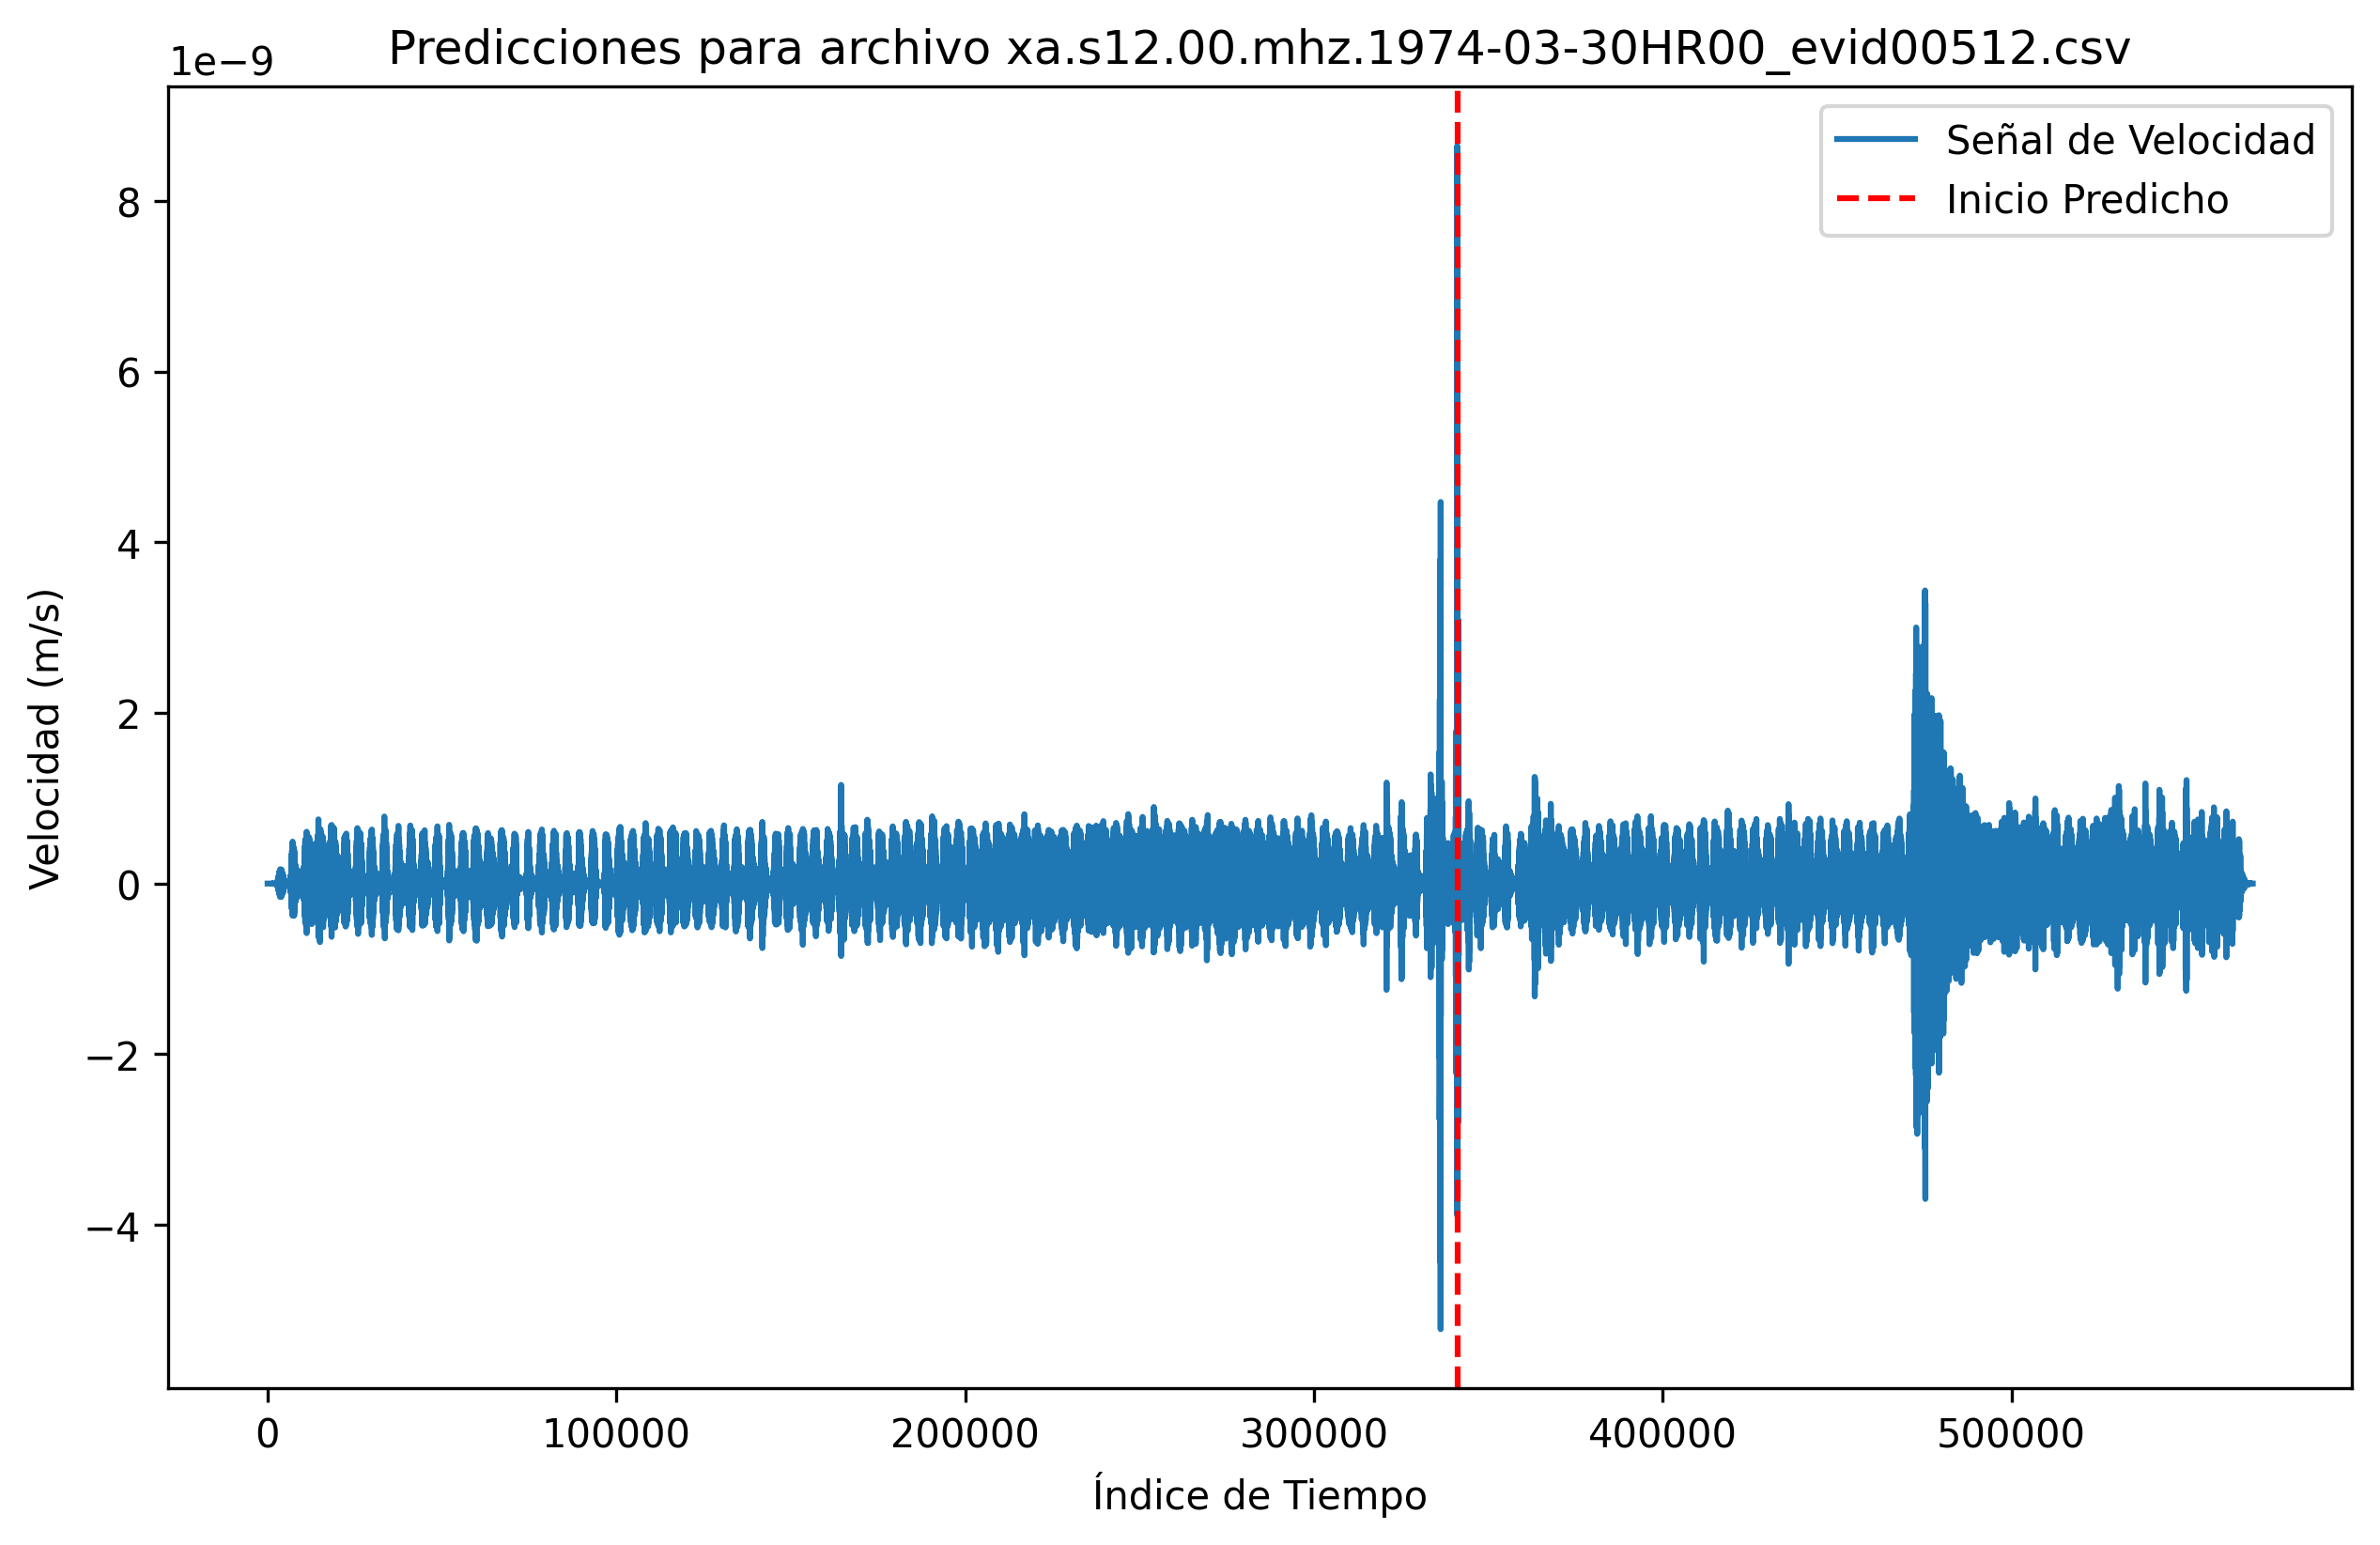 Predicciones para archivo xa.s12.00.mhz.1974-03-30HR00_evid00512.csv
1e−9
Señal de Velocidad
Inicio Predicho
8
6
4
2
0
−2
−4
Velocidad (m/s)
0 100000 200000 300000 400000 500000
Índice de Tiempo